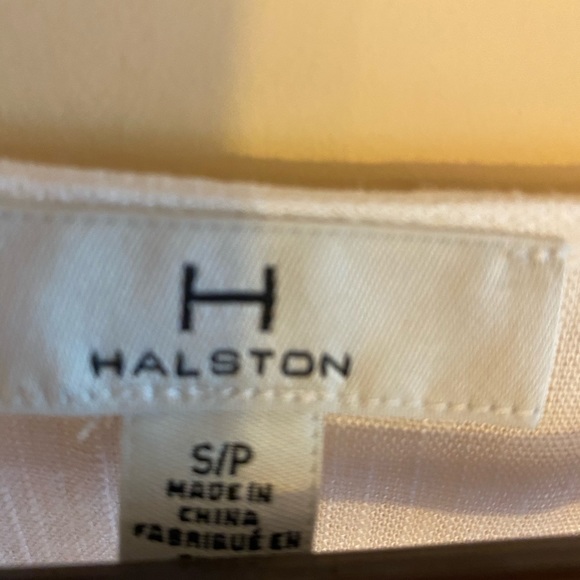 H
HALSTON
S/P
MADE IN
CHINA
FABRIQUÉ EN